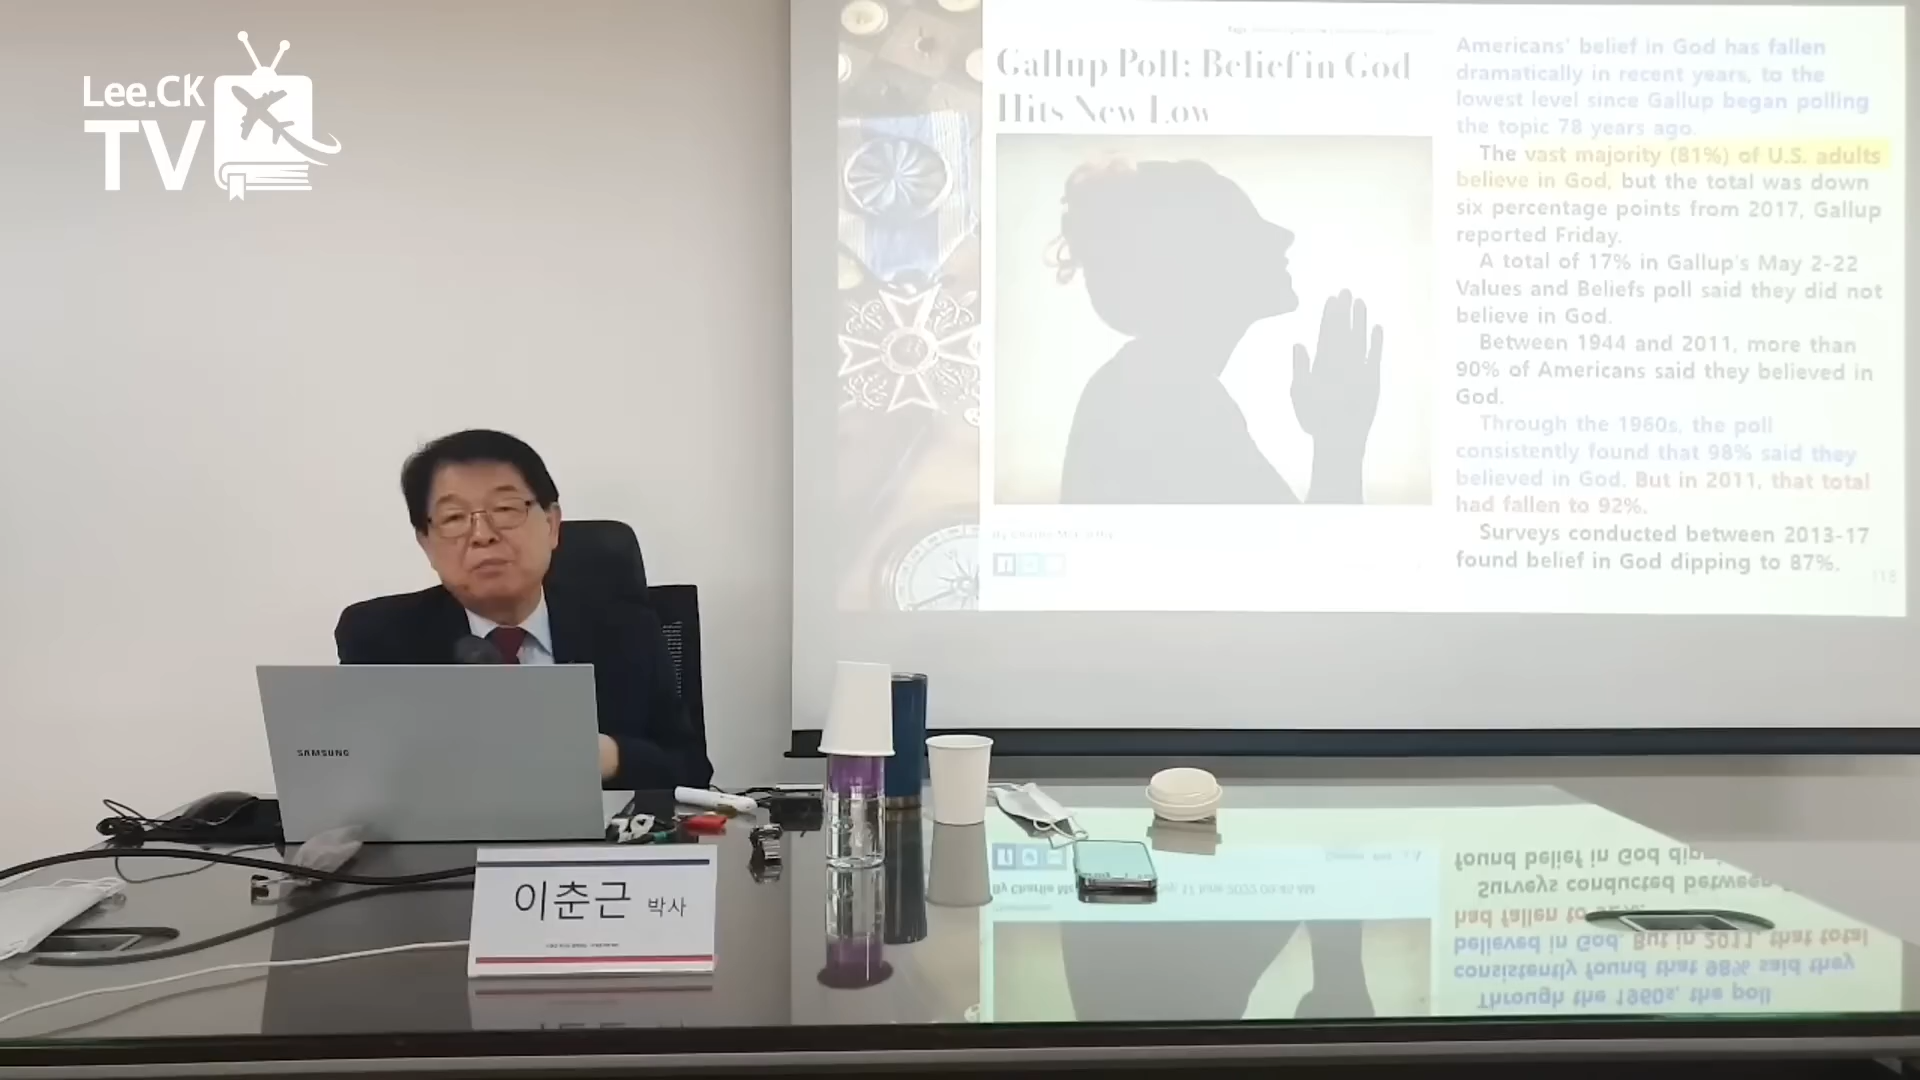 Lee.CK
TV
Gallup Poll: Belief in God
Hits New Low
Americans' belief in God has fallen
dramatically in recent years, to the
lowest level since Gallup began polling
the topic 78 years ago.
The vast majority (81%) of U.S. adults
believe in God, but the total was down
six percentage points from 2017, Gallup
reported Friday.
A total of 17% in Gallup's May 2-22
Values and Beliefs poll said they did not
believe in God.
Between 1944 and 2011, more than
90% of Americans said they believed in
God.
Through the 1960s, the poll
consistently found that 98% said they
believed in God. But in 2011, that total
had fallen to 92%.
Surveys conducted between 2013-17
found belief in God dipping to 87%.
118
SAMSUNG
이춘근 박사